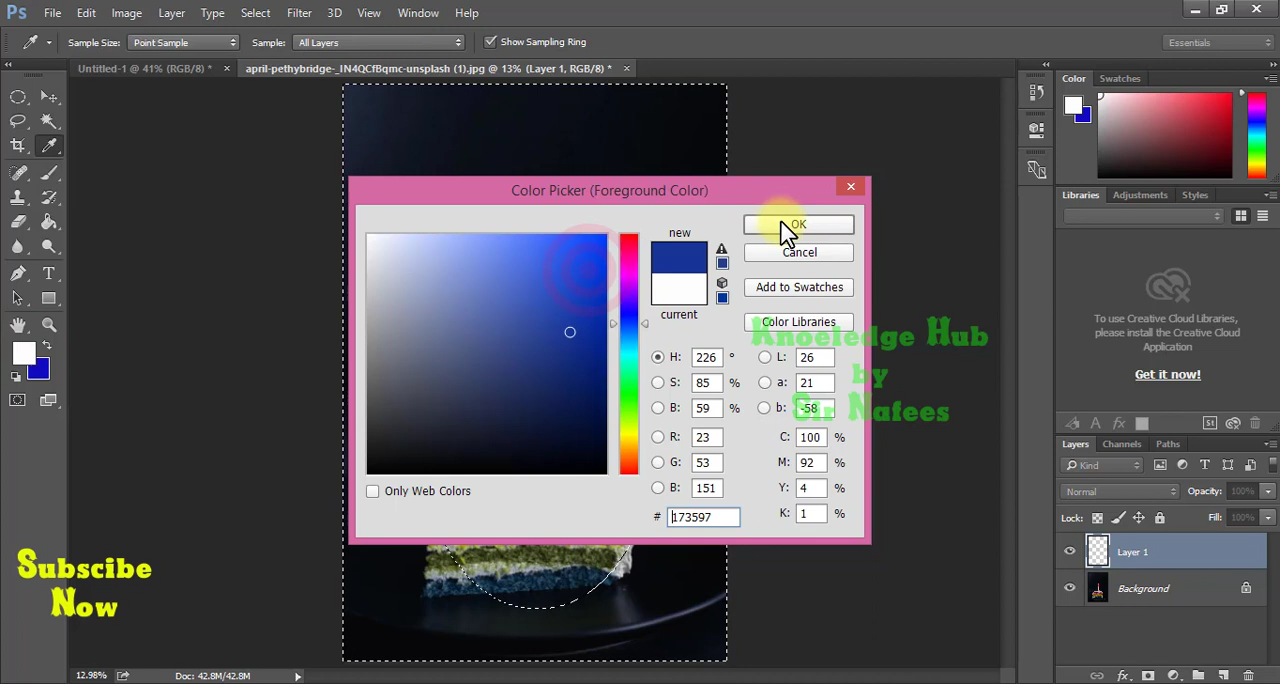 Ps File Edit Image Layer Type Select Filter 3D View Window Help
Sample Size: Point Sample Sample: All Layers Show Sampling Ring Essentials
Untitled-1 @ 41% (RGB/8) * × april-pethybridge-_IN4QCfBqmc-unsplash (1).jpg @ 13% (Layer 1, RGB/8) * ×
Color Swatches
Color Picker (Foreground Color)
new
current
OK
Cancel
Add to Swatches
Color Libraries
H: 226 ° L: 26
S: 85 % a: 21
B: 59 % b: -58
R: 23 C: 100 %
G: 53 M: 92 %
B: 151 Y: 4 %
# 173597 K: 1 %
Only Web Colors
Knoeledge Hub
by
Sir Nafees
Subscibe
Now
Libraries Adjustments Styles
To use Creative Cloud Libraries,
please install the Creative Cloud
Application
Get it now!
Layers Channels Paths
Kind
Normal Opacity: 100%
Lock: Fill: 100%
Layer 1
Background
12.98% Doc: 42.8M/42.8M